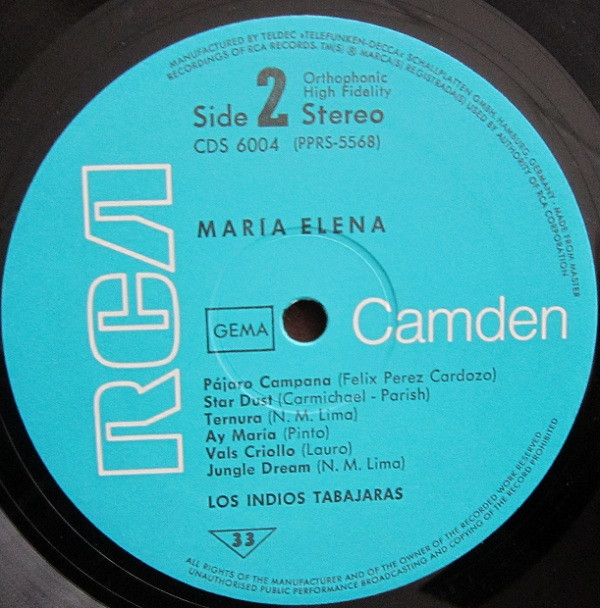 MANUFACTURED BY TELDEC »TELEFUNKEN-DECCA« SCHALLPLATTEN GMBH, HAMBURG, GERMANY - MADE FROM MASTER
RECORDINGS OF RCA RECORDS. TM(S) ® MARCA(S) REGISTRADA(S) USED BY AUTHORITY OF RCA CORPORATION
Side 2
Orthophonic
High Fidelity
Stereo
CDS 6004 (PPRS-5568)
RCA
MARÍA ELENA
GEMA
Camden
Pájaro Campana (Felix Perez Cardozo)
Star Dust (Carmichael - Parish)
Ternura (N. M. Lima)
Ay Maria (Pinto)
Vals Criollo (Lauro)
Jungle Dream (N. M. Lima)
LOS INDIOS TABAJARAS
33
ALL RIGHTS OF THE MANUFACTURER AND OF THE OWNER OF THE RECORDED WORK RESERVED
UNAUTHORISED PUBLIC PERFORMANCE BROADCASTING AND COPYING OF THE RECORD PROHIBITED